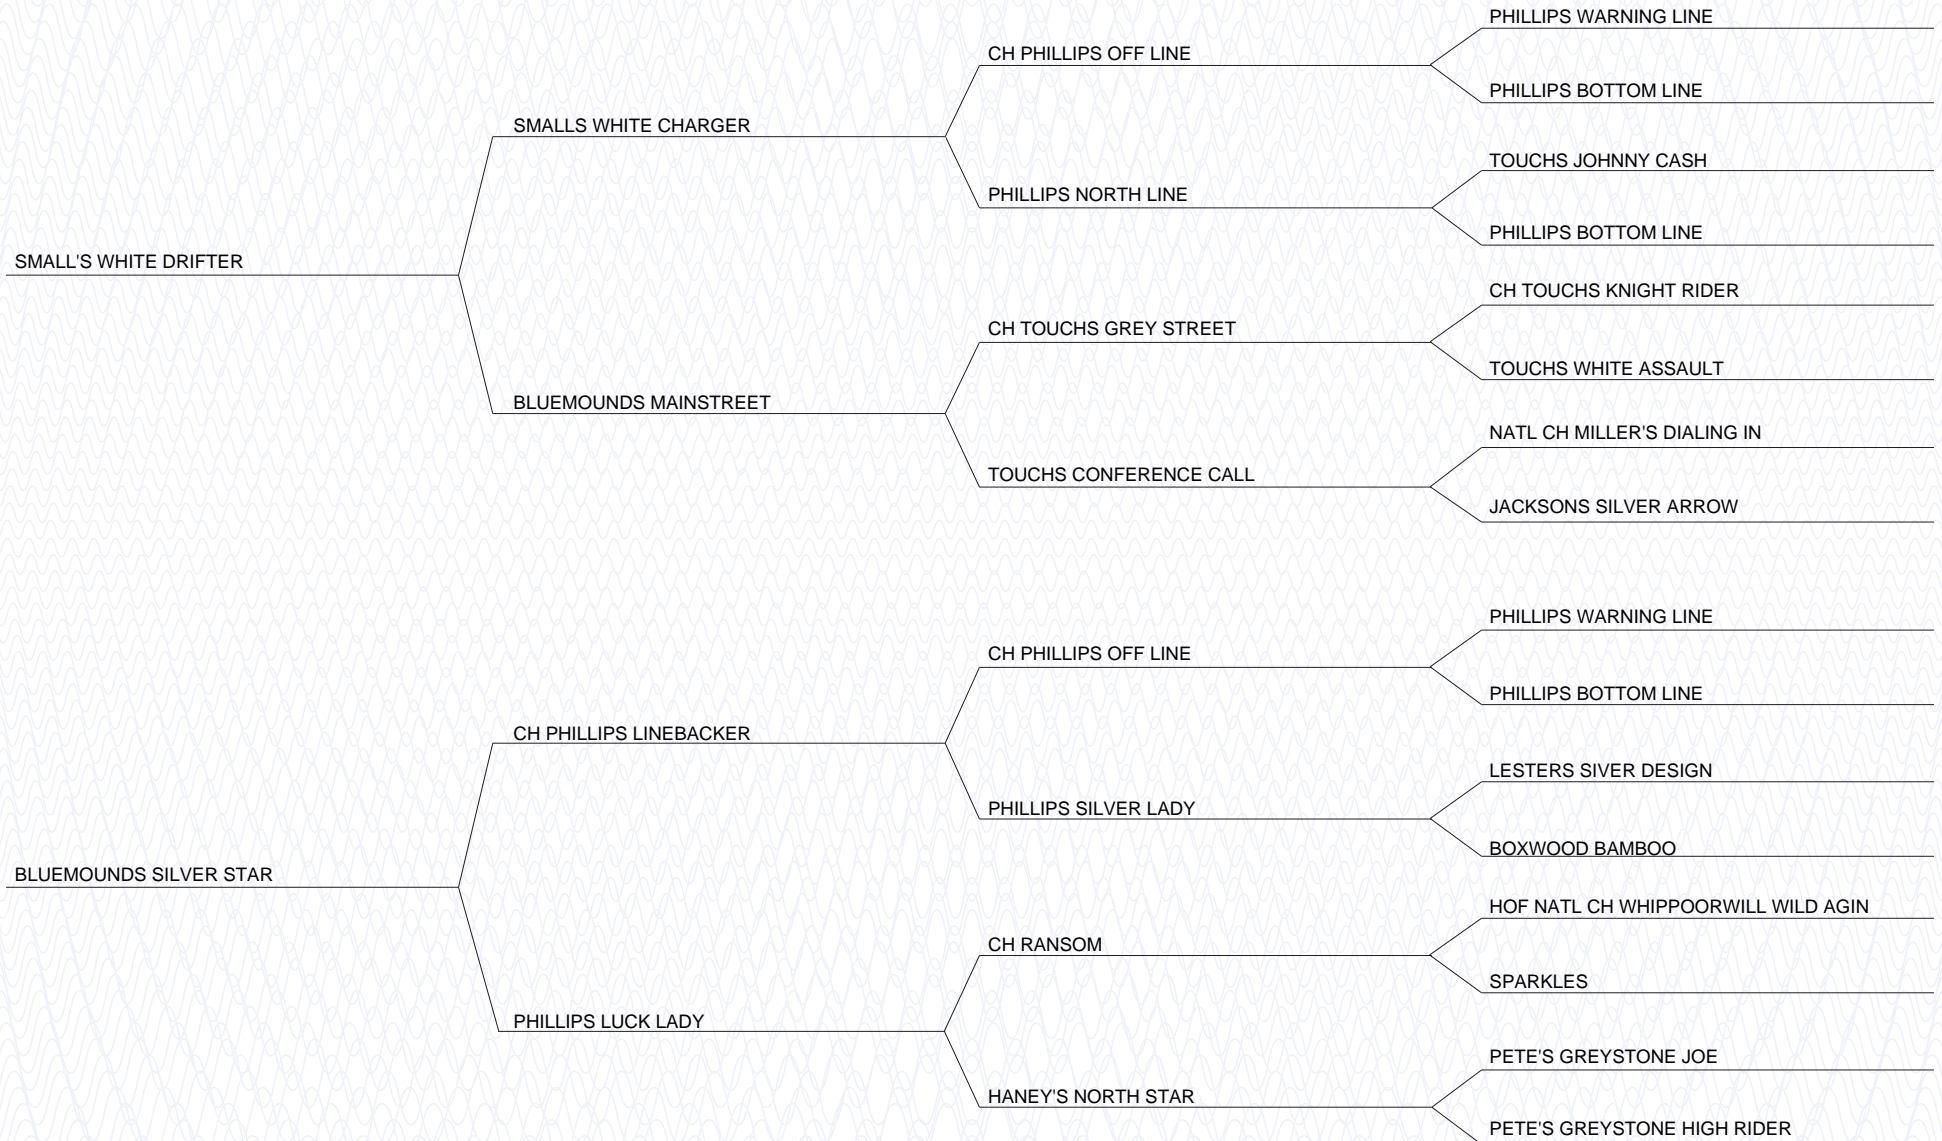 PHILLIPS WARNING LINE
CH PHILLIPS OFF LINE
PHILLIPS BOTTOM LINE
SMALLS WHITE CHARGER
TOUCHS JOHNNY CASH
PHILLIPS NORTH LINE
PHILLIPS BOTTOM LINE
SMALL'S WHITE DRIFTER
CH TOUCHS KNIGHT RIDER
CH TOUCHS GREY STREET
TOUCHS WHITE ASSAULT
BLUEMOUNDS MAINSTREET
NATL CH MILLER'S DIALING IN
TOUCHS CONFERENCE CALL
JACKSONS SILVER ARROW
PHILLIPS WARNING LINE
CH PHILLIPS OFF LINE
PHILLIPS BOTTOM LINE
CH PHILLIPS LINEBACKER
LESTERS SIVER DESIGN
PHILLIPS SILVER LADY
BOXWOOD BAMBOO
BLUEMOUNDS SILVER STAR
HOF NATL CH WHIPPOORWILL WILD AGIN
CH RANSOM
SPARKLES
PHILLIPS LUCK LADY
PETE'S GREYSTONE JOE
HANEY'S NORTH STAR
PETE'S GREYSTONE HIGH RIDER